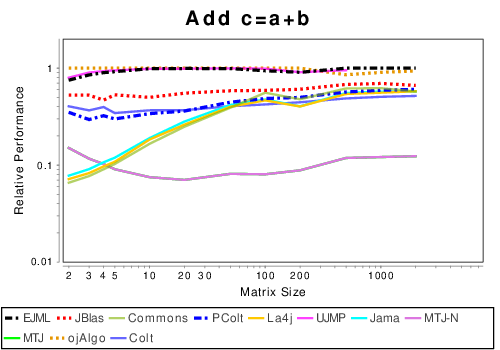 Add c=a+b
Relative Performance
1
0.1
0.01
2 3 4 5 10 20 30 100 200 1000
Matrix Size
EJML JBlas Commons PColt La4j UJMP Jama MTJ-N
MTJ ojAlgo Colt